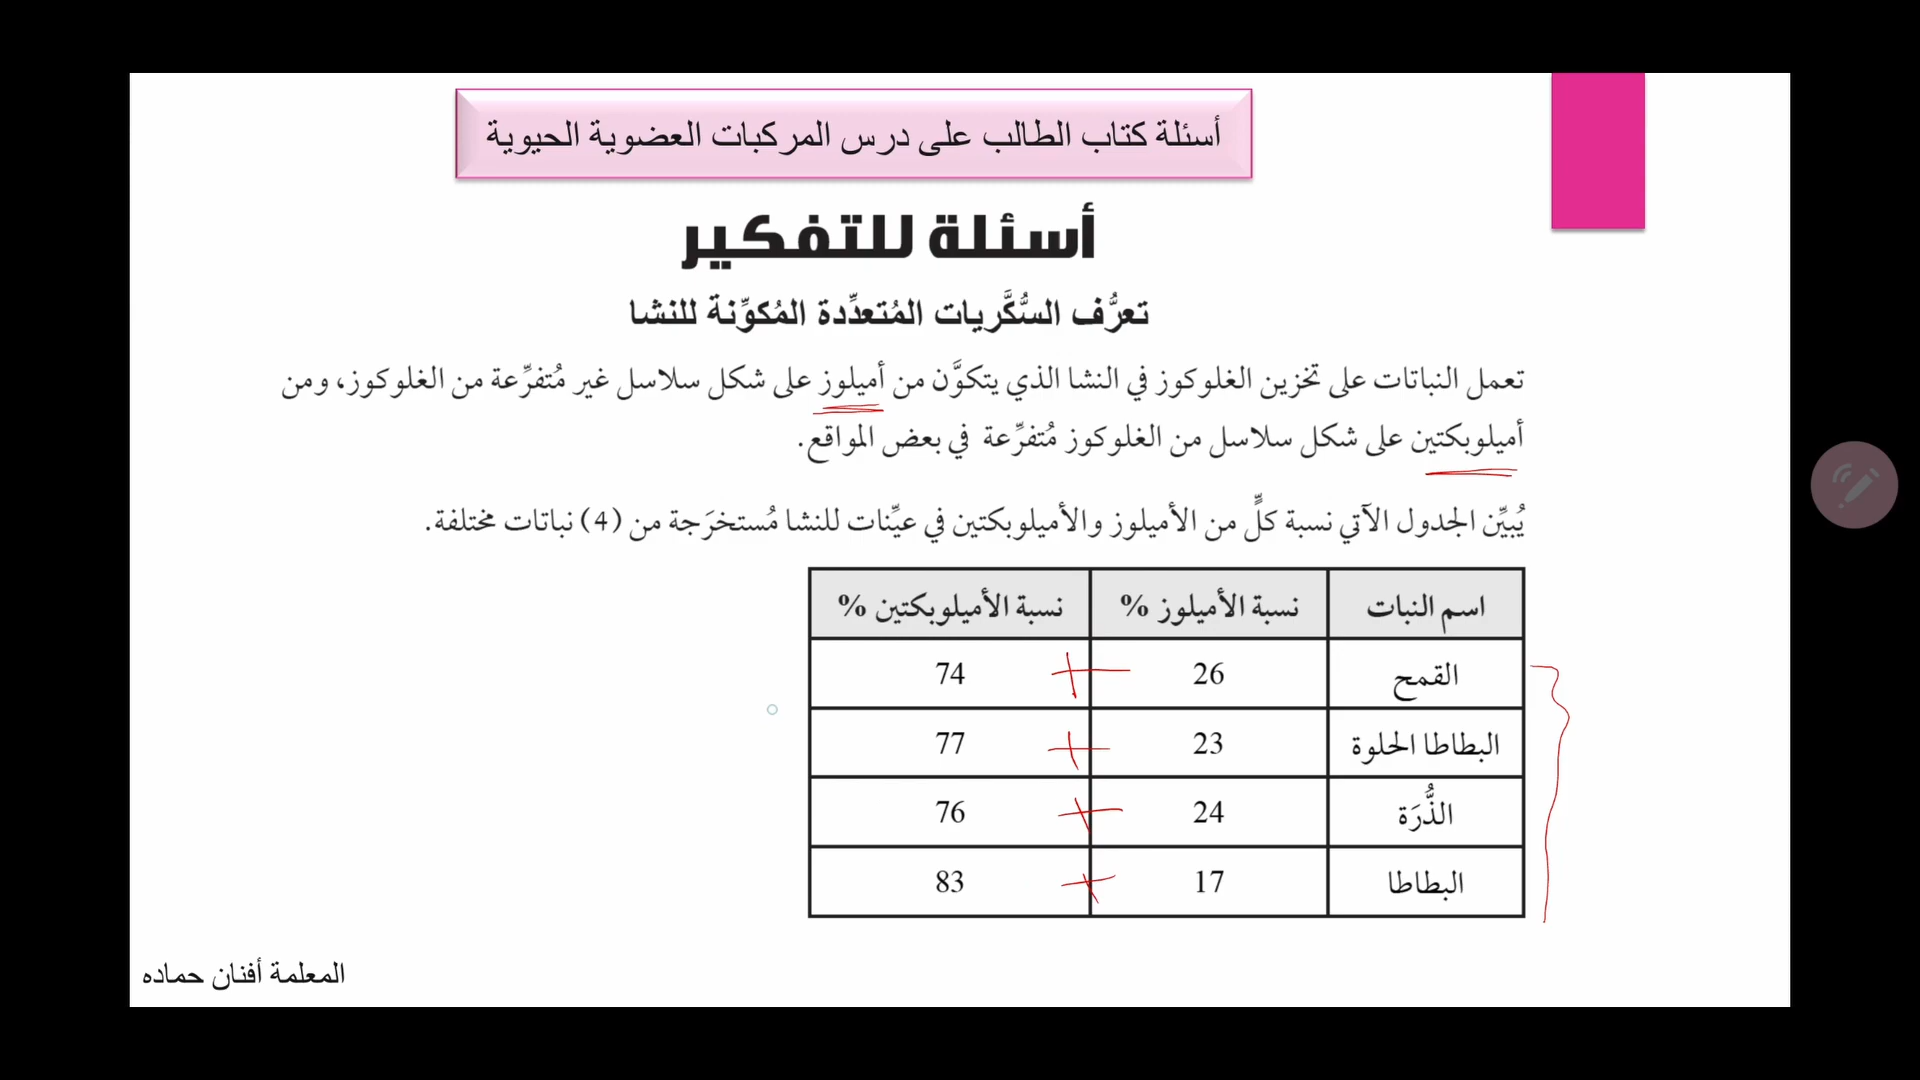 أسئلة كتاب الطالب على درس المركبات العضوية الحيوية
أسئلة للتفكير
تعرُّف السُّكَّريات المُتعدِّدة المُكوِّنة للنشا
تعمل النباتات على تخزين الغلوكوز في النشا الذي يتكوَّن من أميلوز على شكل سلاسل غير مُتفرِّعة من الغلوكوز، ومن
أميلوبكتين على شكل سلاسل من الغلوكوز مُتفرِّعة في بعض المواقع.
يُبيِّن الجدول الآتي نسبة كلٍّ من الأميلوز والأميلوبكتين في عيِّنات للنشا مُستخرَجة من (4) نباتات مختلفة.
اسم النبات نسبة الأميلوز % نسبة الأميلوبكتين %
القمح 26 74
البطاطا الحلوة 23 77
الذُّرَة 24 76
البطاطا 17 83
المعلمة أفنان حماده